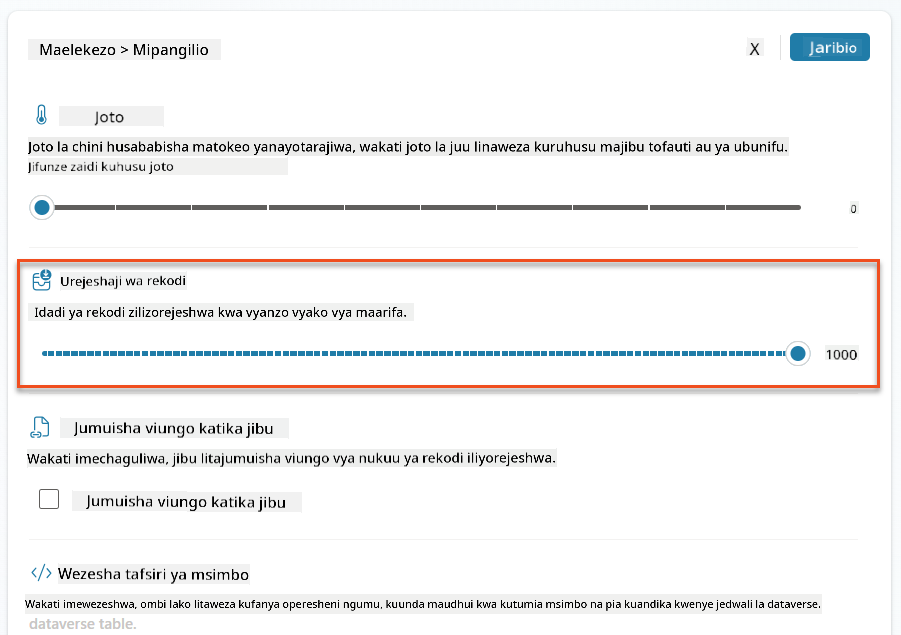 Maelekezo > Mipangilio
X
Jaribio
Joto
Joto la chini husababisha matokeo yanayotarajiwa, wakati joto la juu linaweza kuruhusu majibu tofauti au ya ubunifu.
Jifunze zaidi kuhusu joto
0
Urejeshaji wa rekodi
Idadi ya rekodi zilizorejeshwa kwa vyanzo vyako vya maarifa.
1000
Jumuisha viungo katika jibu
Wakati imechaguliwa, jibu litajumuisha viungo vya nukuu ya rekodi iliyorejeshwa.
Jumuisha viungo katika jibu
Wezesha tafsiri ya msimbo
Wakati imewezeshwa, ombi lako litaweza kufanya operesheni ngumu, kuunda maudhui kwa kutumia msimbo na pia kuandika kwenye jedwali la dataverse.
dataverse table.